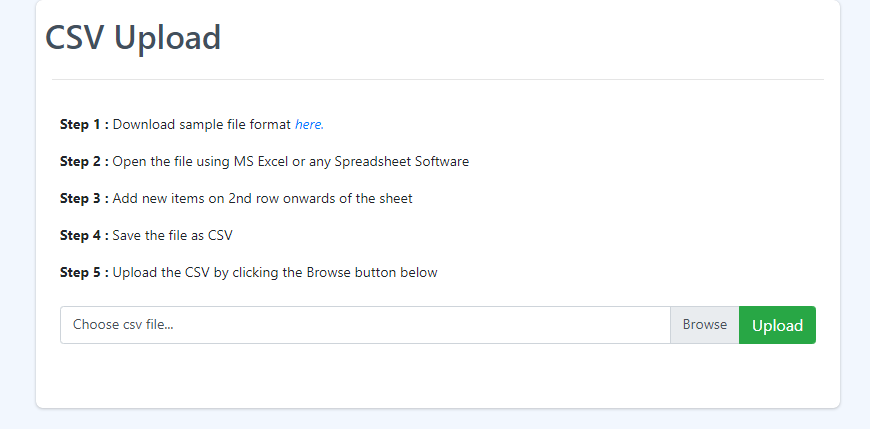 CSV Upload
Step 1 : Download sample file format here.
Step 2 : Open the file using MS Excel or any Spreadsheet Software
Step 3 : Add new items on 2nd row onwards of the sheet
Step 4 : Save the file as CSV
Step 5 : Upload the CSV by clicking the Browse button below
Choose csv file... Browse Upload